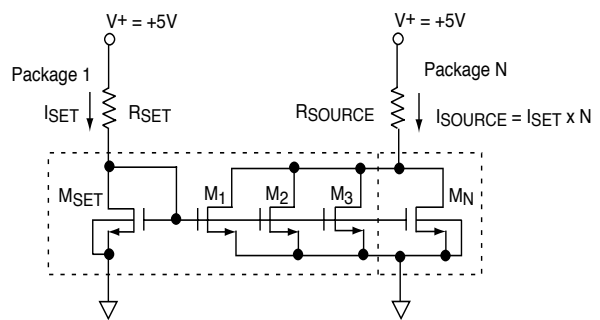 V+ = +5V
V+ = +5V
Package 1
Package N
ISET
RSET
RSOURCE
ISOURCE = ISET x N
MSET
M1
M2
M3
MN